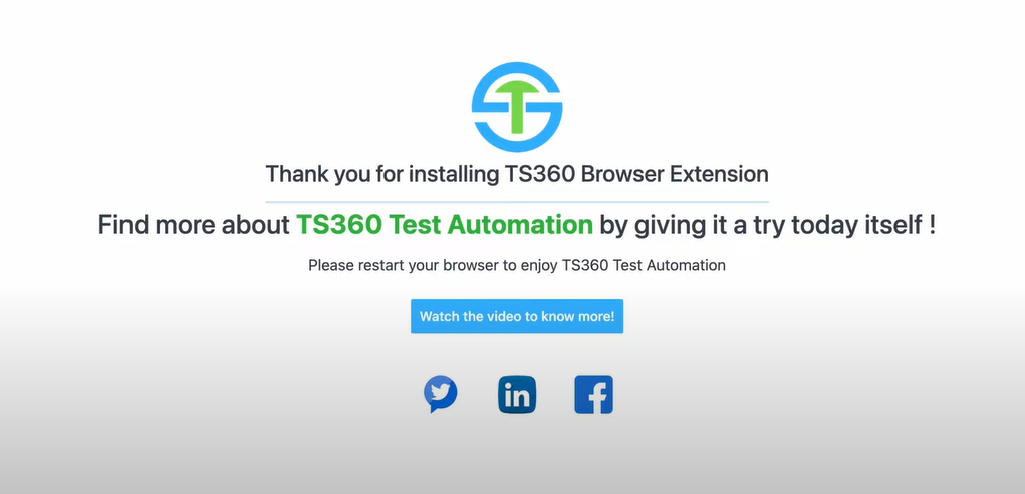 Thank you for installing TS360 Browser Extension
Find more about TS360 Test Automation by giving it a try today itself !
Please restart your browser to enjoy TS360 Test Automation
Watch the video to know more!
in
f